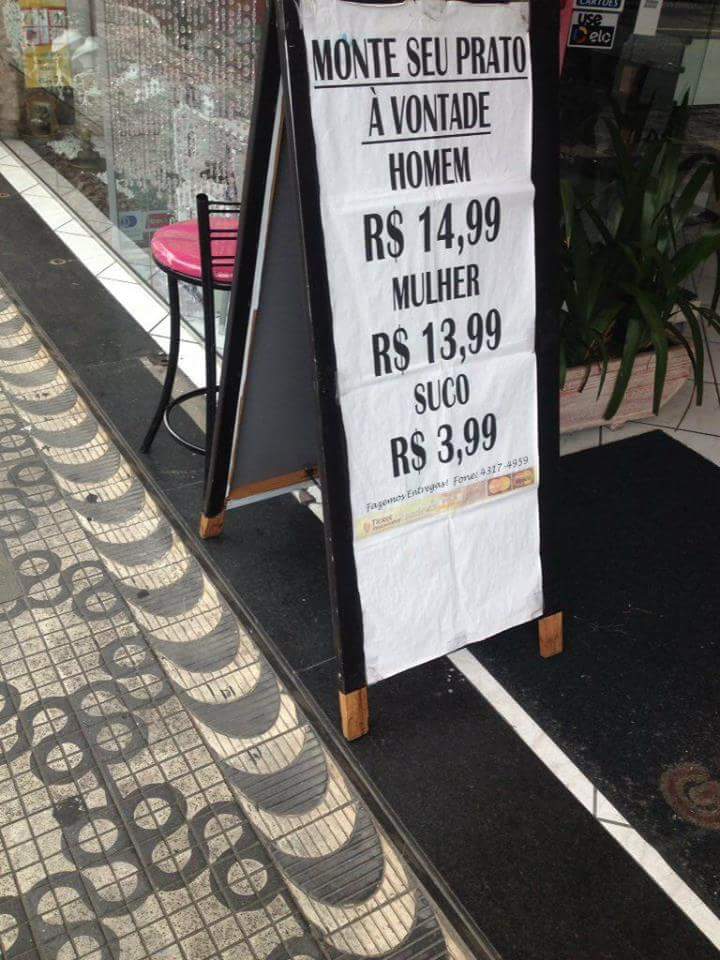 CARTÕES
use
elo
MONTE SEU PRATO
À VONTADE
HOMEM
R$ 14,99
MULHER
R$ 13,99
SUCO
R$ 3,99
Fazemos Entregas! Fone: 4317-4959
Ticket